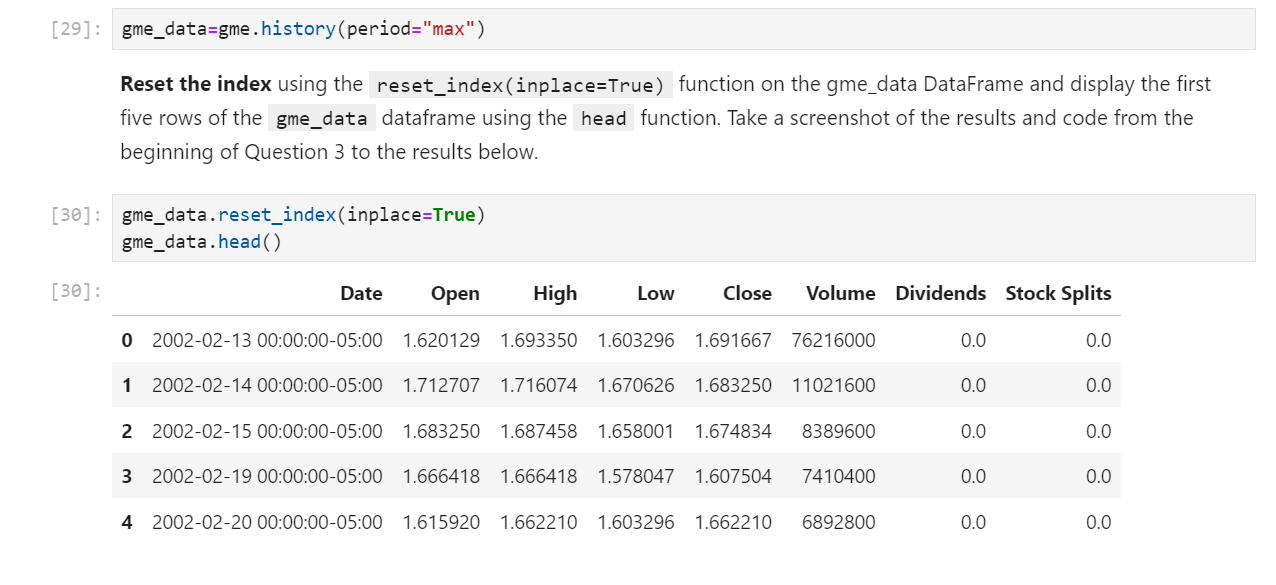 [29]: gme_data=gme.history(period="max")
Reset the index using the reset_index(inplace=True) function on the gme_data DataFrame and display the first
five rows of the gme_data dataframe using the head function. Take a screenshot of the results and code from the
beginning of Question 3 to the results below.
[30]: gme_data.reset_index(inplace=True)
gme_data.head()
[30]: Date Open High Low Close Volume Dividends Stock Splits
0 2002-02-13 00:00:00-05:00 1.620129 1.693350 1.603296 1.691667 76216000 0.0 0.0
1 2002-02-14 00:00:00-05:00 1.712707 1.716074 1.670626 1.683250 11021600 0.0 0.0
2 2002-02-15 00:00:00-05:00 1.683250 1.687458 1.658001 1.674834 8389600 0.0 0.0
3 2002-02-19 00:00:00-05:00 1.666418 1.666418 1.578047 1.607504 7410400 0.0 0.0
4 2002-02-20 00:00:00-05:00 1.615920 1.662210 1.603296 1.662210 6892800 0.0 0.0